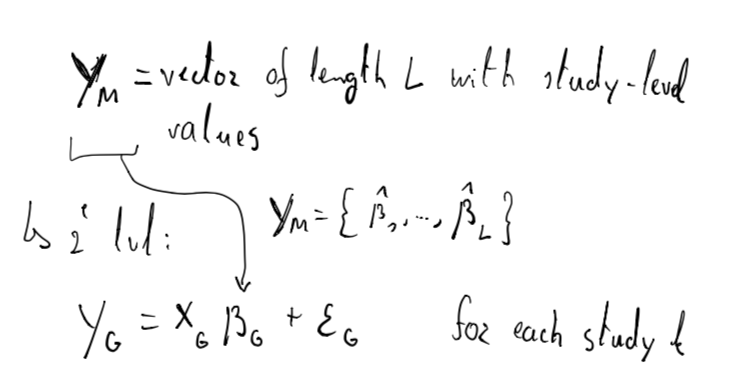 Y_M = vector of length L with study-level
values
Y_M = { β̂_1, ..., β̂_L }
↳ 2° lvl:
Y_G = X_G β_G + ε_G for each study ℓ